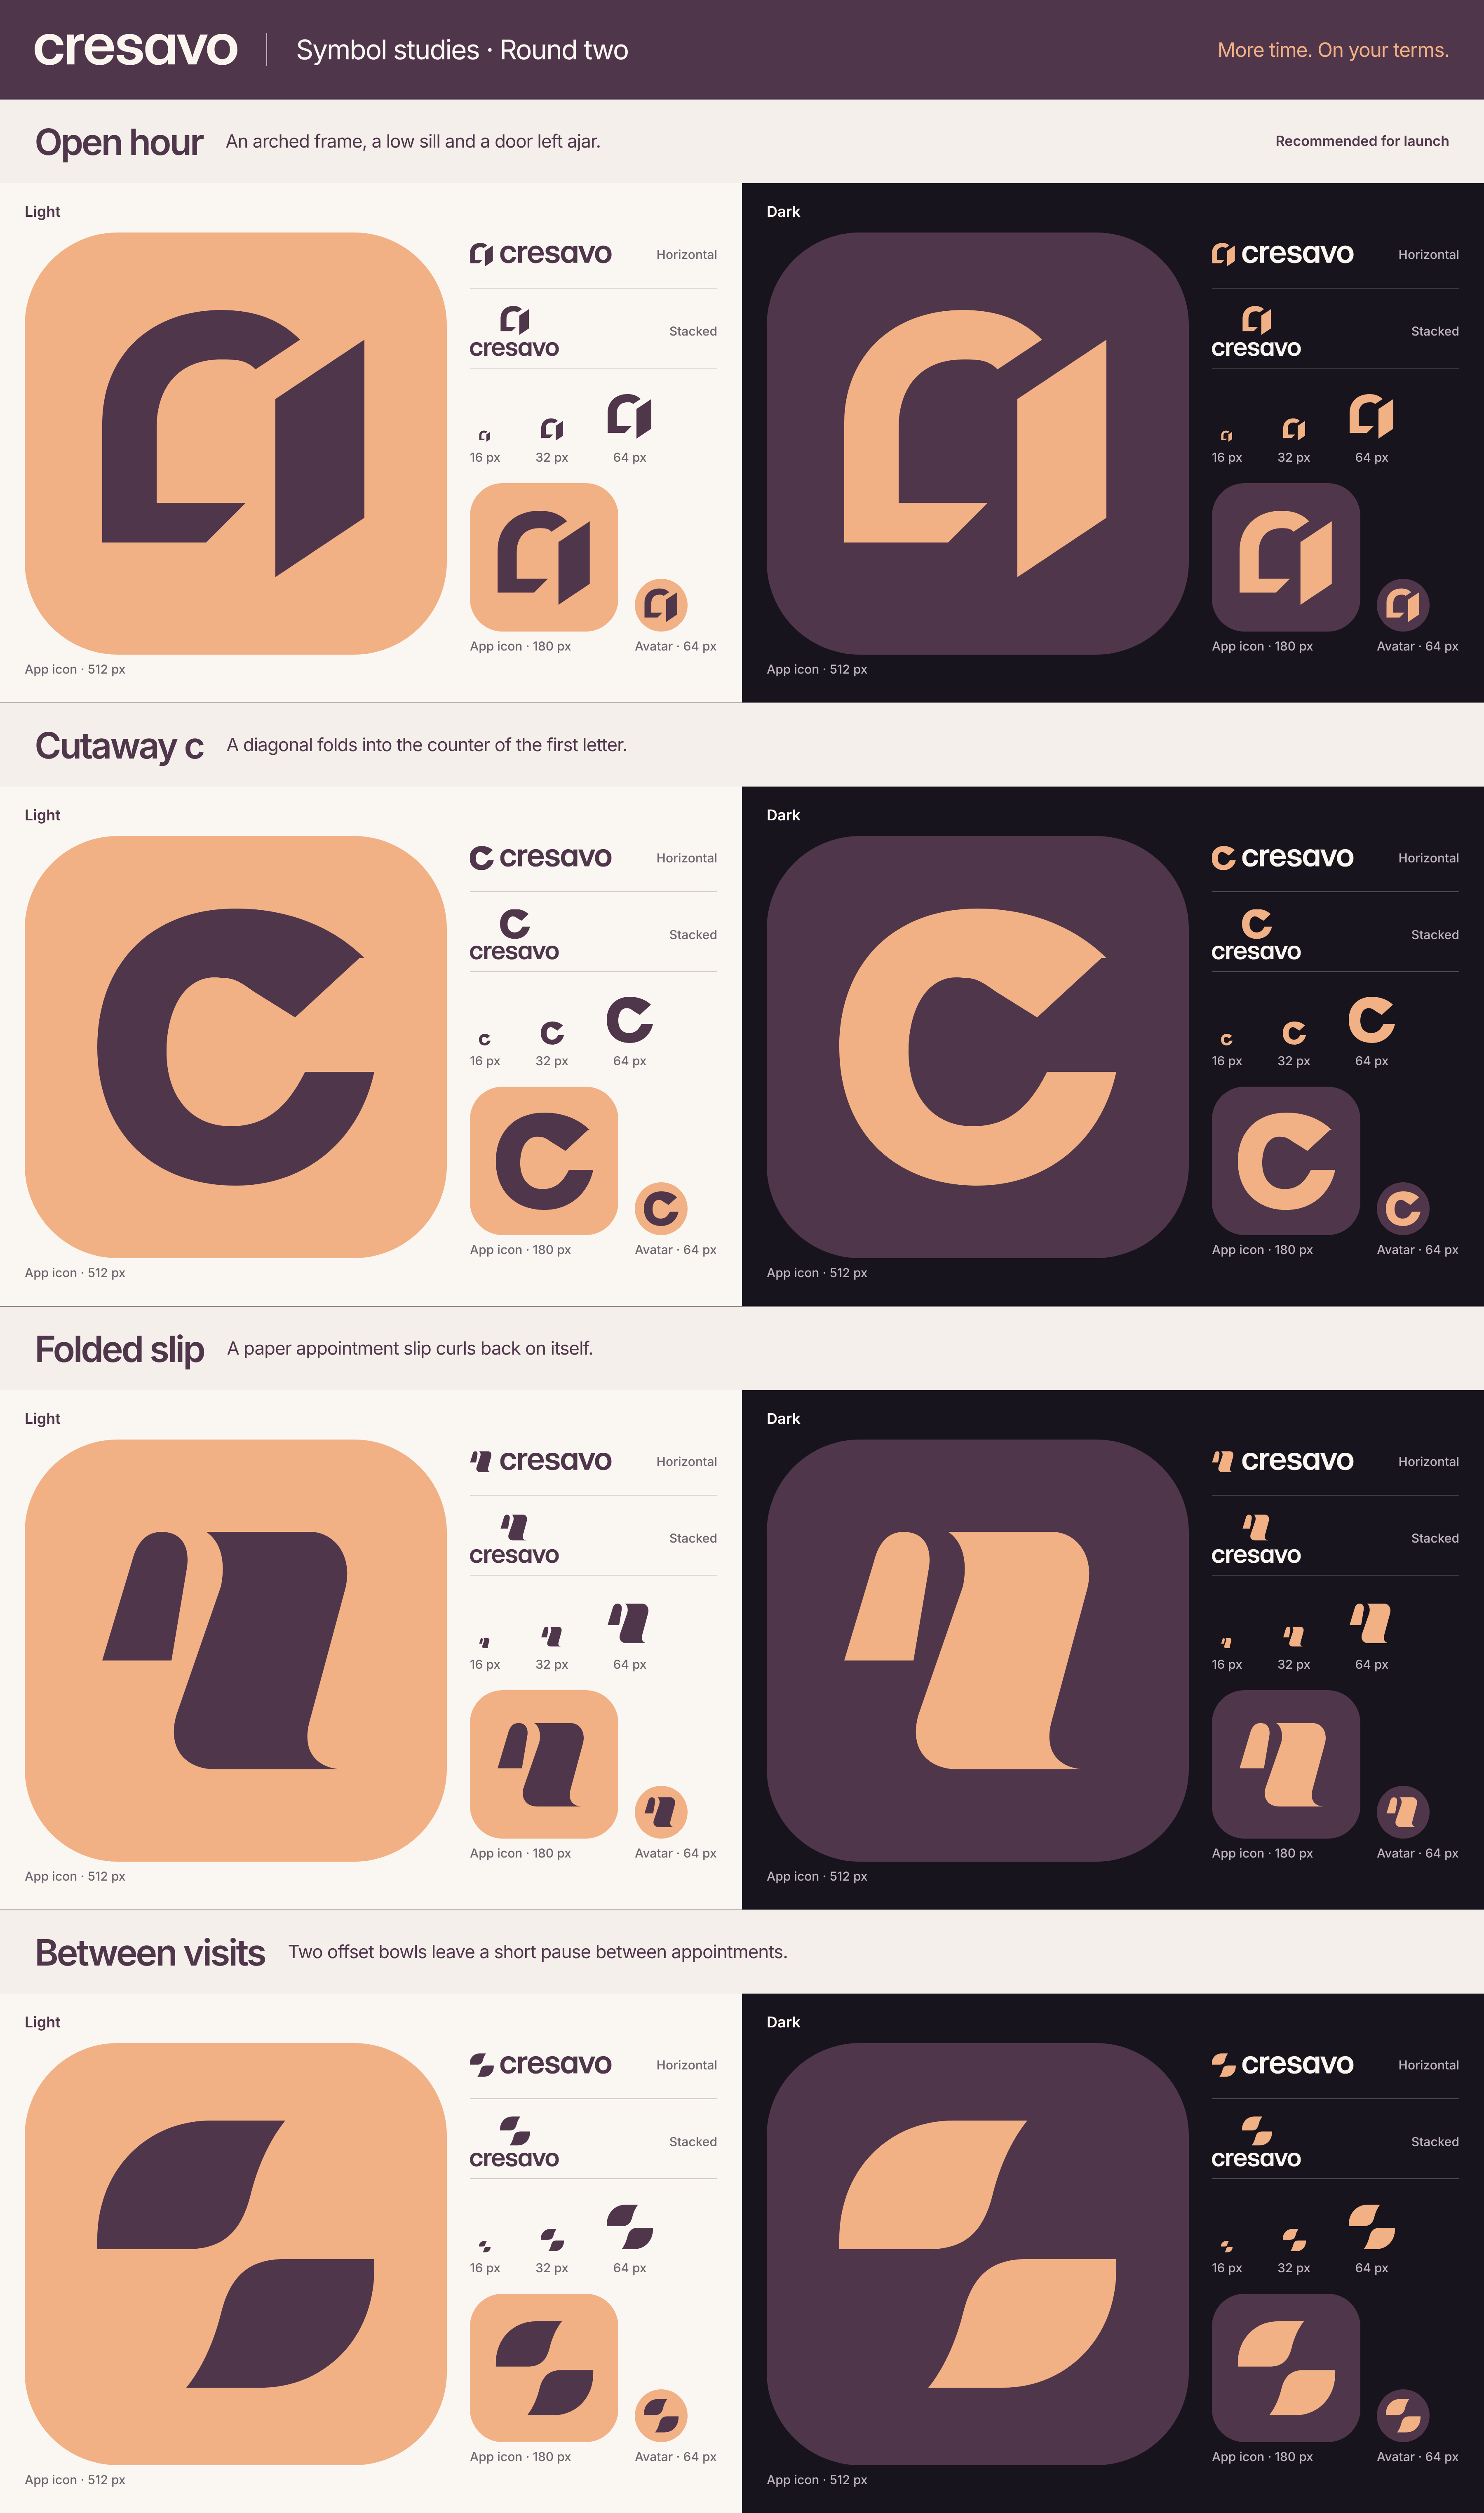 cresavo
Symbol studies · Round two
More time. On your terms.
Open hour
An arched frame, a low sill and a door left ajar.
Recommended for launch
Light
cresavo
Horizontal
cresavo
Stacked
16 px
32 px
64 px
App icon · 180 px
Avatar · 64 px
App icon · 512 px
Dark
cresavo
Horizontal
cresavo
Stacked
16 px
32 px
64 px
App icon · 180 px
Avatar · 64 px
App icon · 512 px
Cutaway c
A diagonal folds into the counter of the first letter.
Light
cresavo
Horizontal
cresavo
Stacked
16 px
32 px
64 px
App icon · 180 px
Avatar · 64 px
App icon · 512 px
Dark
cresavo
Horizontal
cresavo
Stacked
16 px
32 px
64 px
App icon · 180 px
Avatar · 64 px
App icon · 512 px
Folded slip
A paper appointment slip curls back on itself.
Light
cresavo
Horizontal
cresavo
Stacked
16 px
32 px
64 px
App icon · 180 px
Avatar · 64 px
App icon · 512 px
Dark
cresavo
Horizontal
cresavo
Stacked
16 px
32 px
64 px
App icon · 180 px
Avatar · 64 px
App icon · 512 px
Between visits
Two offset bowls leave a short pause between appointments.
Light
cresavo
Horizontal
cresavo
Stacked
16 px
32 px
64 px
App icon · 180 px
Avatar · 64 px
App icon · 512 px
Dark
cresavo
Horizontal
cresavo
Stacked
16 px
32 px
64 px
App icon · 180 px
Avatar · 64 px
App icon · 512 px